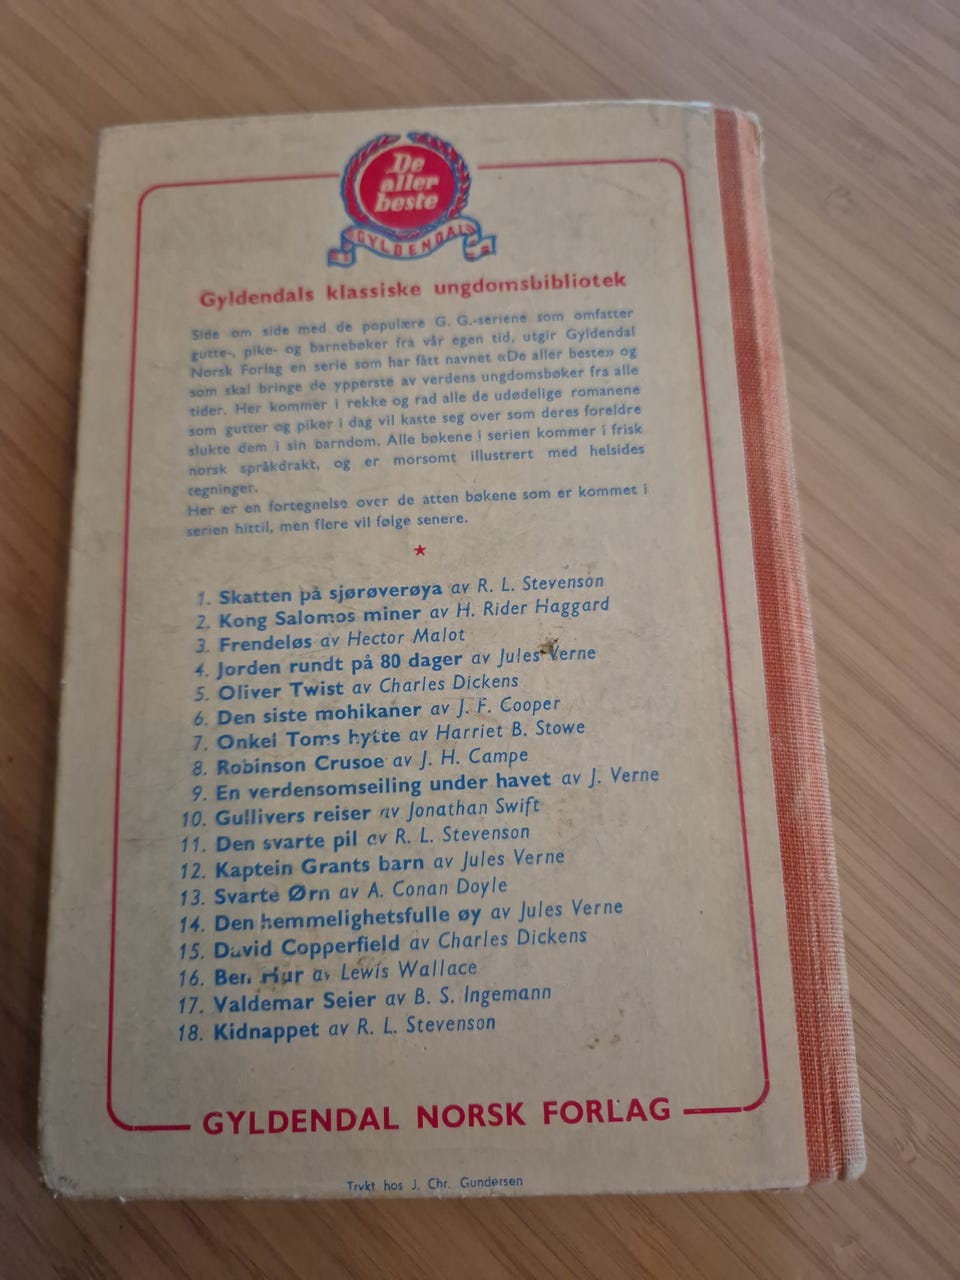 De
aller
beste
GYLDENDAL
Gyldendals klassiske ungdomsbibliotek
Side om side med de populære G. G.-seriene som omfatter
gutte-, pike- og barnebøker fra vår egen tid, utgir Gyldendal
Norsk Forlag en serie som har fått navnet «De aller beste» og
som skal bringe de ypperste av verdens ungdomsbøker fra alle
tider. Her kommer i rekke og rad alle de udødelige romanene
som gutter og piker i dag vil kaste seg over som deres foreldre
slukte dem i sin barndom. Alle bøkene i serien kommer i frisk
norsk språkdrakt, og er morsomt illustrert med helsides
tegninger.
Her er en fortegnelse over de atten bøkene som er kommet i
serien hittil, men flere vil følge senere.
★
1. Skatten på sjørøverøya av R. L. Stevenson
2. Kong Salomos miner av H. Rider Haggard
3. Frendeløs av Hector Malot
4. Jorden rundt på 80 dager av Jules Verne
5. Oliver Twist av Charles Dickens
6. Den siste mohikaner av J. F. Cooper
7. Onkel Toms hytte av Harriet B. Stowe
8. Robinson Crusoe av J. H. Campe
9. En verdensomseiling under havet av J. Verne
10. Gullivers reiser av Jonathan Swift
11. Den svarte pil av R. L. Stevenson
12. Kaptein Grants barn av Jules Verne
13. Svarte Ørn av A. Conan Doyle
14. Den hemmelighetsfulle øy av Jules Verne
15. David Copperfield av Charles Dickens
16. Ben Hur av Lewis Wallace
17. Valdemar Seier av B. S. Ingemann
18. Kidnappet av R. L. Stevenson
GYLDENDAL NORSK FORLAG
Trykt hos J. Chr. Gundersen